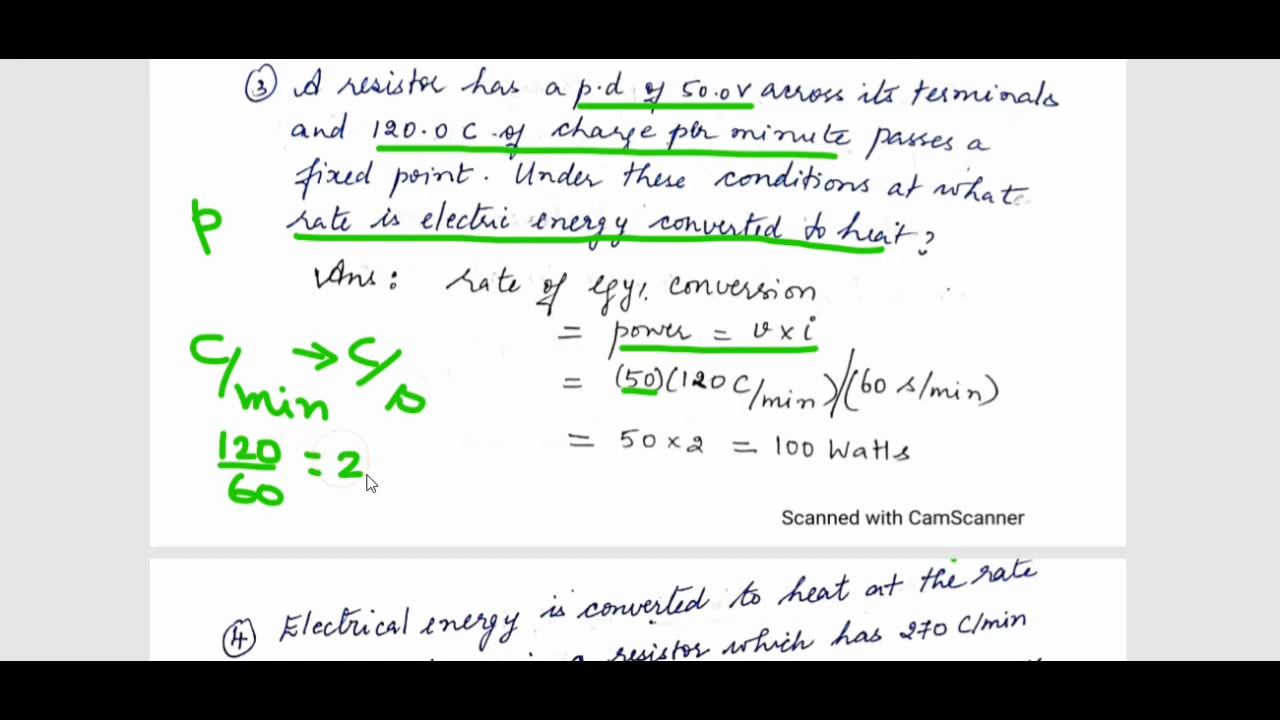 ③ A resistor has a p.d of 50.0V across its terminals
and 120.0 C of charge per minute passes a
fixed point. Under these conditions at what
rate is electric energy converted to heat?
P
Ans: rate of egy. conversion
= power = v x i
= (50)(120 C/min)/(60 s/min)
= 50 x 2 = 100 Watts
C/min → C/s
120/60 = 2
Scanned with CamScanner
④ Electrical energy is converted to heat at the rate
resistor which has 270 C/min